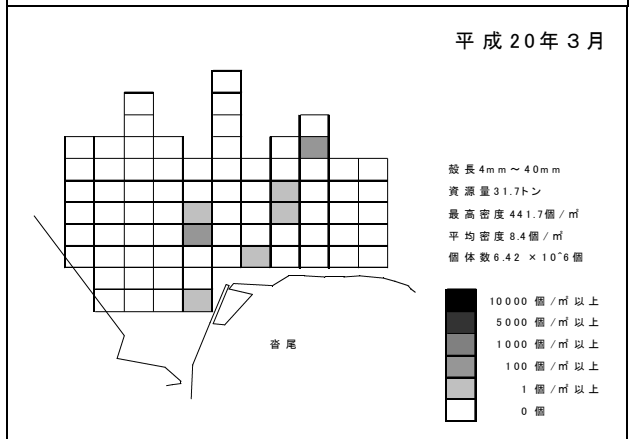 平成20年3月
殻長4mm～40mm
資源量31.7トン
最高密度441.7個/㎡
平均密度8.4個/㎡
個体数6.42 × 10^6個
10000 個/㎡以上
5000 個/㎡以上
1000 個/㎡以上
100 個/㎡以上
1 個/㎡以上
0 個
沓尾